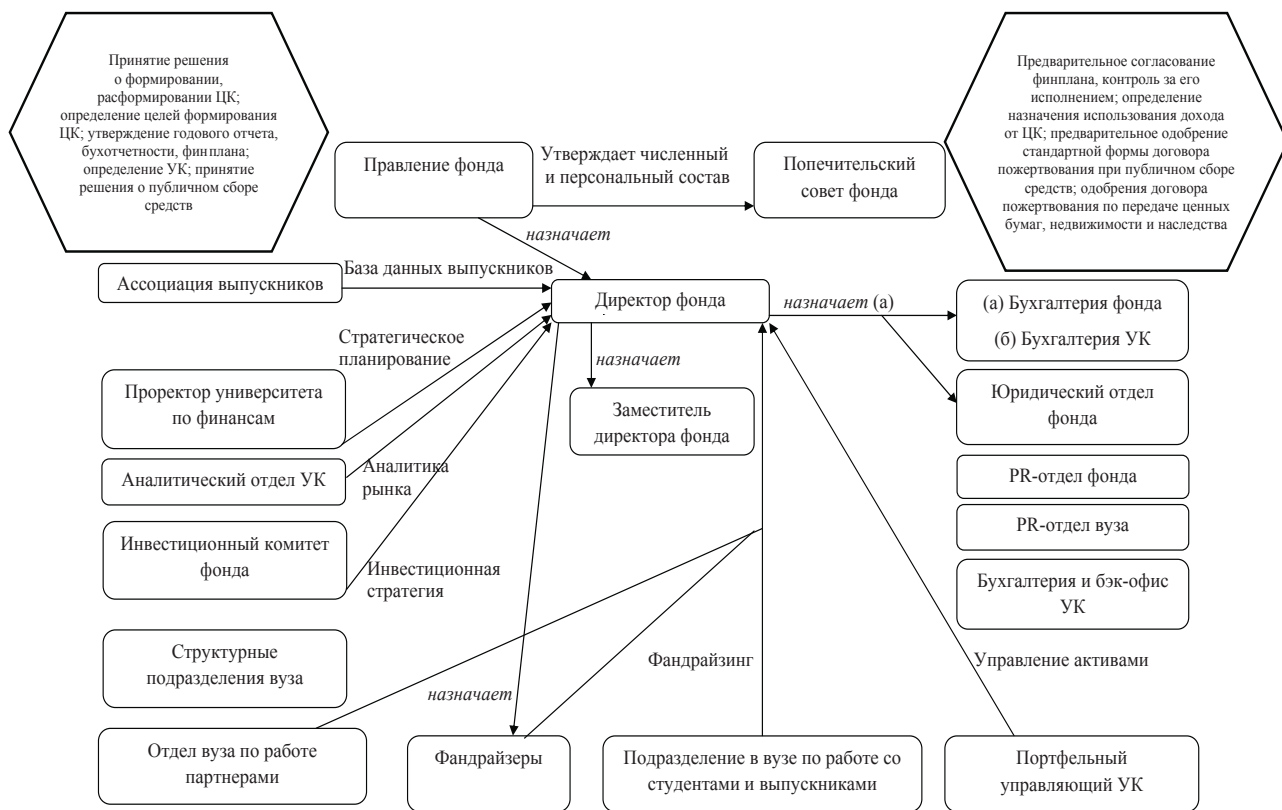 Принятие решения
о формировании,
расформировании ЦК;
определение целей формирования
ЦК; утверждение годового отчета,
бухотчетности, финплана;
определение УК; принятие
решения о публичном сборе
средств
Предварительное согласование
финплана, контроль за его
исполнением; определение
назначения использования дохода
от ЦК; предварительное одобрение
стандартной формы договора
пожертвования при публичном сборе
средств; одобрения договора
пожертвования по передаче ценных
бумаг, недвижимости и наследства
Правление фонда
Утверждает численный
и персональный состав
Попечительский
совет фонда
назначает
Ассоциация выпускников
База данных выпускников
Директор фонда
назначает (а)
(а) Бухгалтерия фонда
(б) Бухгалтерия УК
Стратегическое
планирование
назначает
Проректор университета
по финансам
Заместитель
директора фонда
Юридический отдел
фонда
Аналитический отдел УК
Аналитика
рынка
PR-отдел фонда
PR-отдел вуза
Инвестиционный комитет
фонда
Инвестиционная
стратегия
Бухгалтерия и бэк-офис
УК
Структурные
подразделения вуза
Фандрайзинг
Управление активами
назначает
Отдел вуза по работе
партнерами
Фандрайзеры
Подразделение в вузе по работе со
студентами и выпускниками
Портфельный
управляющий УК